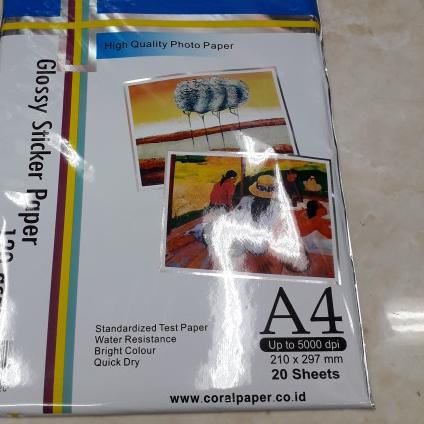 High Quality Photo Paper
Glossy Sticker Paper
Standardized Test Paper
Water Resistance
Bright Colour
Quick Dry
A4
Up to 5000 dpi
210 x 297 mm
20 Sheets
www.coralpaper.co.id